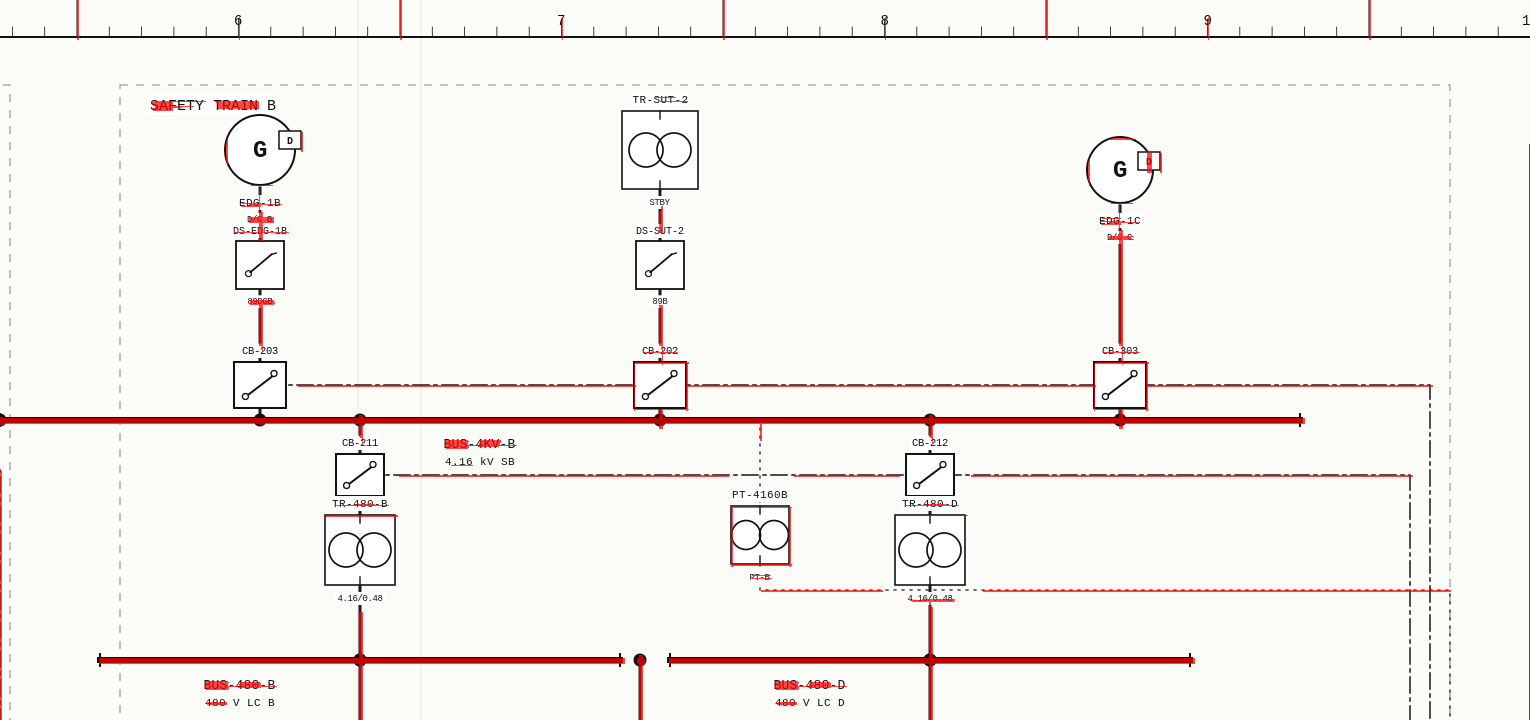 6 7 8 9 1
SAFETY TRAIN B
TR-SUT-2
G D
G D
EDG-1B
STBY
D/G B
EDG-1C
DS-EDG-1B
DS-SUT-2
D/G C
89B
CB-203
CB-202
CB-303
CB-211
BUS-4KV-B
CB-212
4.16 kV SB
PT-4160B
TR-480-B
TR-480-D
PT-B
4.16/0.48
4.16/0.48
BUS-480-B
BUS-480-D
480 V LC B
480 V LC D